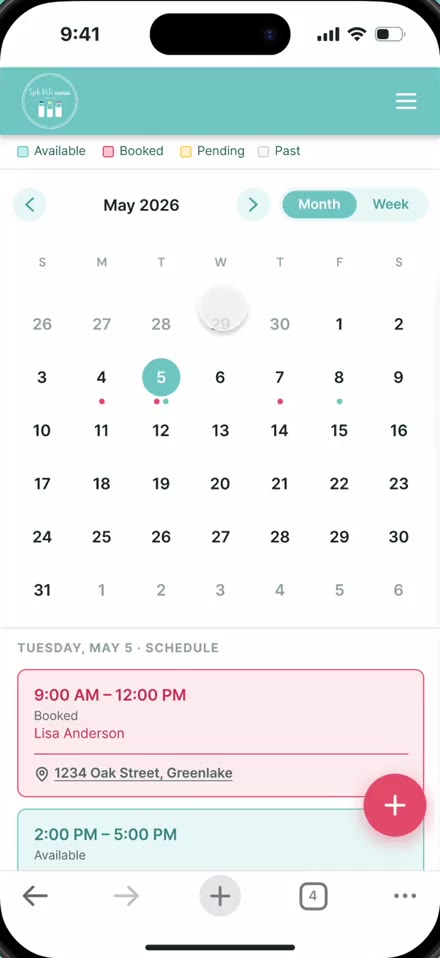 9:41
Spilt Milk
Available Booked Pending Past
May 2026 Month Week
S M T W T F S
26 27 28 29 30 1 2
3 4 5 6 7 8 9
10 11 12 13 14 15 16
17 18 19 20 21 22 23
24 25 26 27 28 29 30
31 1 2 3 4 5 6
TUESDAY, MAY 5 · SCHEDULE
9:00 AM – 12:00 PM
Booked
Lisa Anderson
1234 Oak Street, Greenlake
2:00 PM – 5:00 PM
Available
4